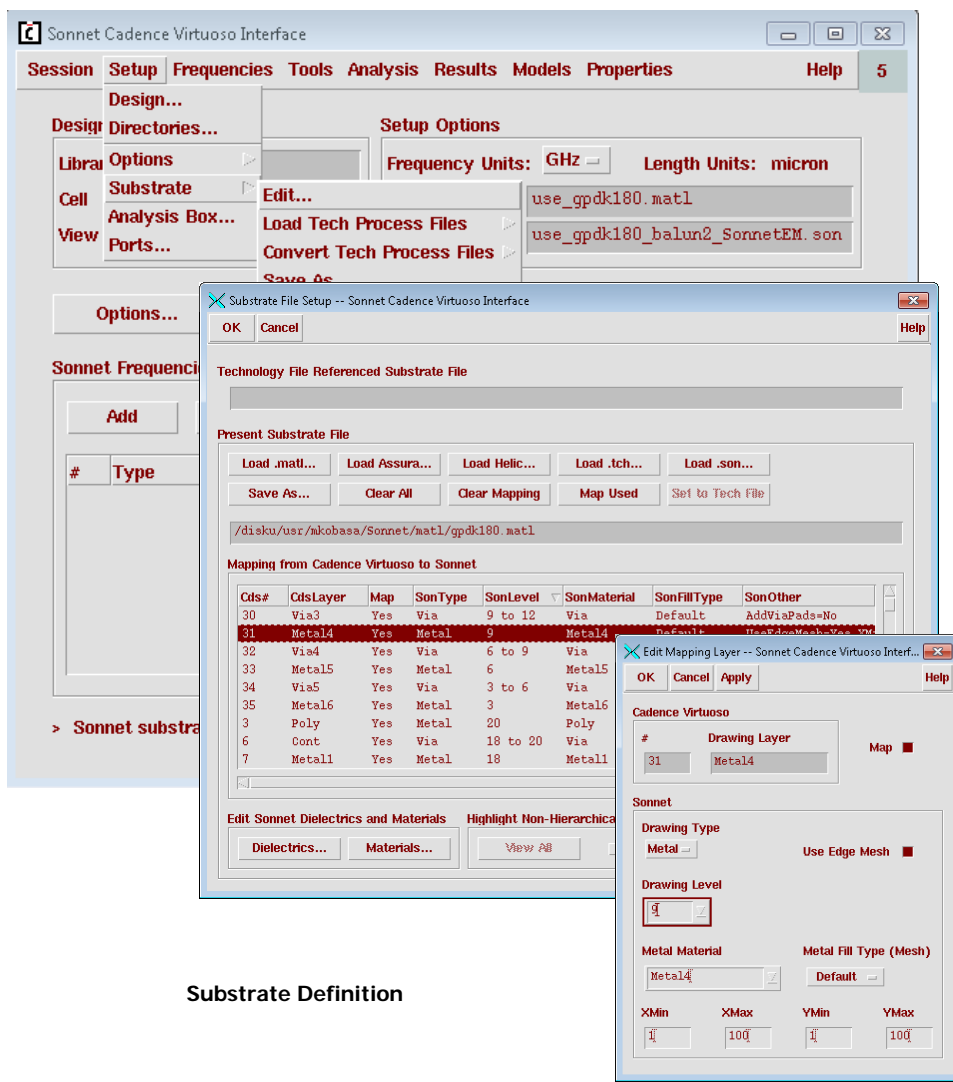 Sonnet Cadence Virtuoso Interface
Session Setup Frequencies Tools Analysis Results Models Properties Help 5
Design...
Directories...
Options
Substrate
Analysis Box...
Ports...
Cell
View
Setup Options
Frequency Units: GHz Length Units: micron
use_gpdk180.matl
use_gpdk180_balun2_SonnetEM.son
Edit...
Load Tech Process Files
Convert Tech Process Files
Save As
Options...
Sonnet
Add
# Type
> Sonnet
Substrate File Setup -- Sonnet Cadence Virtuoso Interface
OK Cancel Help
Technology File Referenced Substrate File
Present Substrate File
Load .matl... Load Assura... Load Helic... Load .tch... Load .son...
Save As... Clear All Clear Mapping Map Used Set to Tech File
/disku/usr/mkobasa/Sonnet/matl/gpdk180.matl
Mapping from Cadence Virtuoso to Sonnet
Cds# CdsLayer Map SonType SonLevel SonMaterial SonFillType SonOther
30 Via3 Yes Via 9 to 12 Via Default AddViaPads=No
31 Metal4 Yes Metal 9 Metal4 Default UseEdgeMesh=Yes
32 Via4 Yes Via 6 to 9 Via
33 Metal5 Yes Metal 6 Metal5
34 Via5 Yes Via 3 to 6 Via
35 Metal6 Yes Metal 3 Metal6
3 Poly Yes Metal 20 Poly
6 Cont Yes Via 18 to 20 Via
7 Metal1 Yes Metal 18 Metal1
Edit Sonnet Dielectrics and Materials Highlight
Dielectrics... Materials... View All
Edit Mapping Layer -- Sonnet Cadence Virtuoso Interf...
OK Cancel Apply Help
Cadence Virtuoso
# Drawing Layer Map
31 Metal4
Sonnet
Drawing Type
Metal Use Edge Mesh
Drawing Level
9
Metal Material Metal Fill Type (Mesh)
Metal4 Default
XMin XMax YMin YMax
1 100 1 100
Substrate Definition